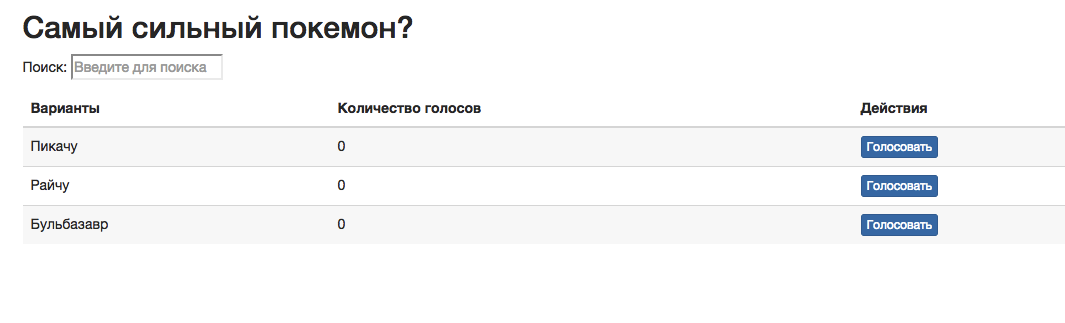 Самый сильный покемон?
Поиск: Введите для поиска
Варианты Количество голосов Действия
Пикачу 0 Голосовать
Райчу 0 Голосовать
Бульбазавр 0 Голосовать